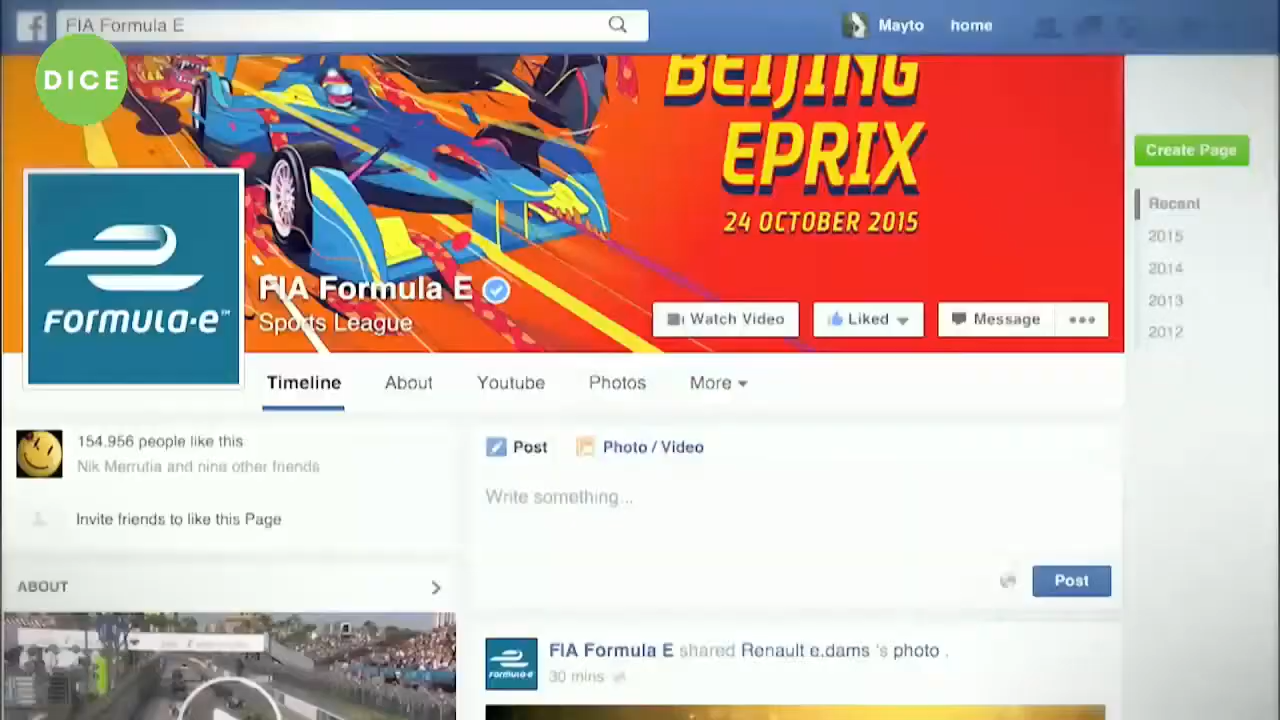 FIA Formula E
Mayto
home
DICE
BEIJING
EPRIX
24 OCTOBER 2015
Create Page
Recent
2015
2014
2013
2012
FORMULA-E™
FIA Formula E
Sports League
Watch Video
Liked
Message
Timeline
About
Youtube
Photos
More
154.956 people like this
Nik Merrutia and nine other friends
Invite friends to like this Page
Post
Photo / Video
Write something...
Post
ABOUT
FORMULA-E
FIA Formula E shared Renault e.dams 's photo .
30 mins